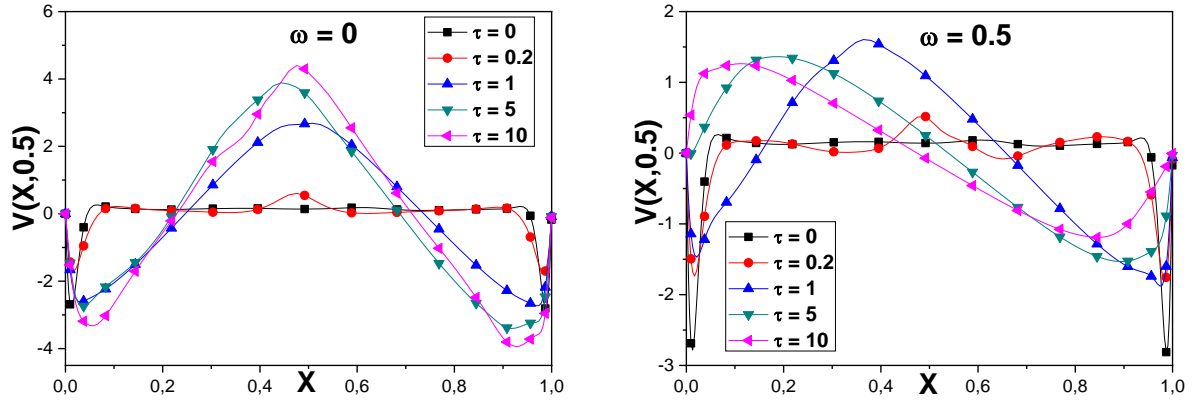 ω = 0
τ = 0
τ = 0.2
τ = 1
τ = 5
τ = 10
V(X,0.5)
6
4
2
0
-2
-4
0,0 0,2 0,4 0,6 0,8 1,0
X
ω = 0.5
τ = 0
τ = 0.2
τ = 1
τ = 5
τ = 10
V(X,0.5)
2
1
0
-1
-2
-3
0,0 0,2 0,4 0,6 0,8 1,0
X